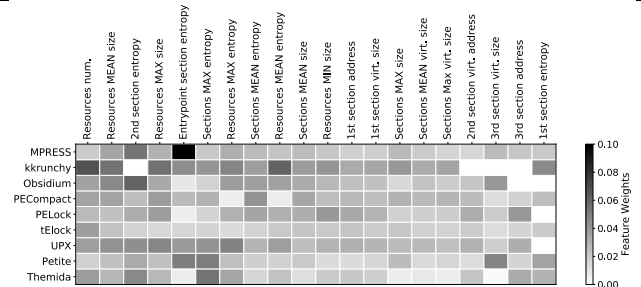 Resources num.
Resources MEAN size
2nd section entropy
Resources MAX size
Entrypoint section entropy
Sections MAX entropy
Resources MAX entropy
Sections MEAN entropy
Resources MEAN entropy
Sections MEAN size
Resources MIN size
1st section address
1st section virt. size
Sections MAX size
Sections MEAN virt. size
Sections Max virt. size
2nd section virt. address
3rd section virt. size
3rd section address
1st section entropy
MPRESS
kkrunchy
Obsidium
PECompact
PELock
tElock
UPX
Petite
Themida
0.10
0.08
0.06
0.04
0.02
0.00
Feature Weights